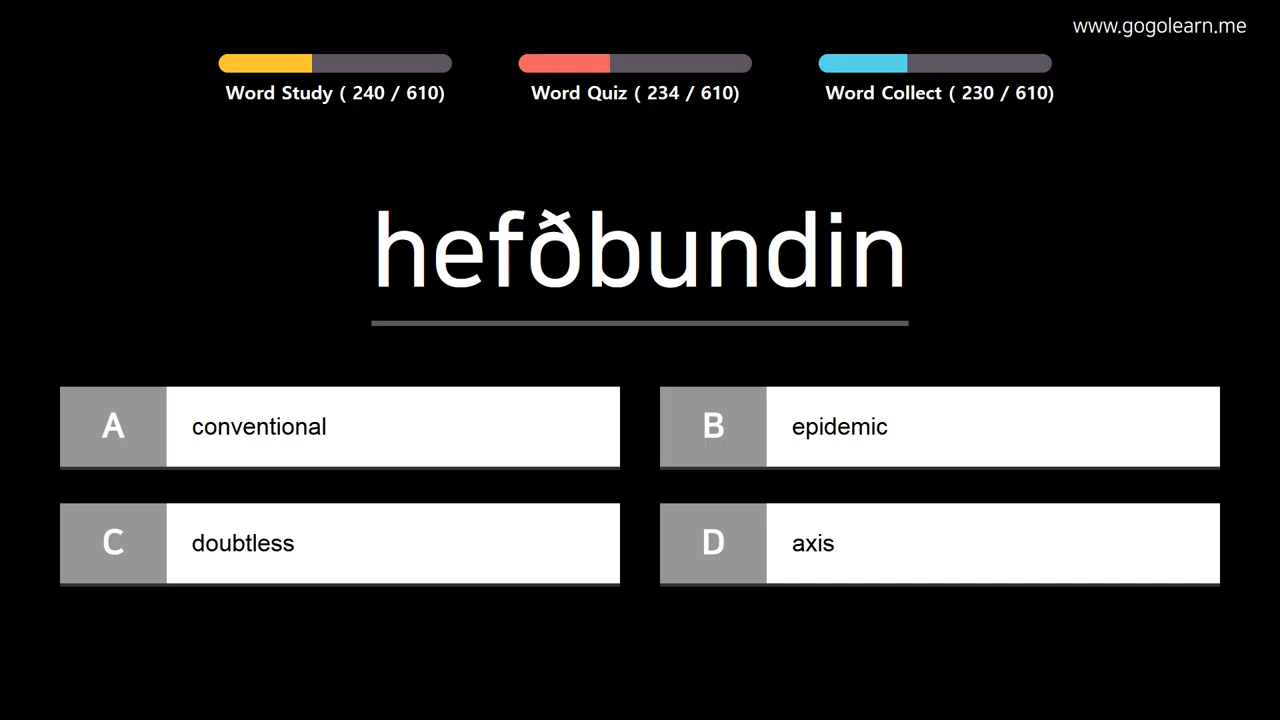 www.gogolearn.me
Word Study ( 240 / 610)
Word Quiz ( 234 / 610)
Word Collect ( 230 / 610)
hefðbundin
A conventional
B epidemic
C doubtless
D axis